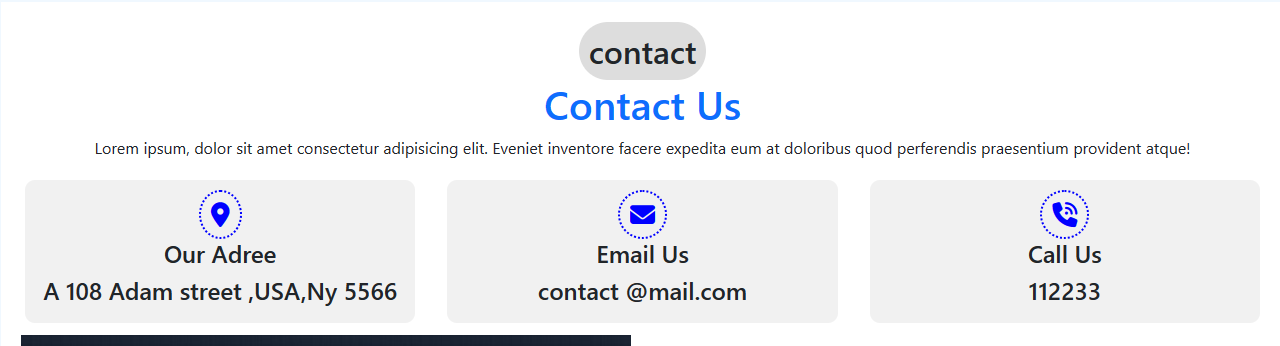 contact
Contact Us
Lorem ipsum, dolor sit amet consectetur adipisicing elit. Eveniet inventore facere expedita eum at doloribus quod perferendis praesentium provident atque!
Our Adree
A 108 Adam street ,USA,Ny 5566
Email Us
contact @mail.com
Call Us
112233